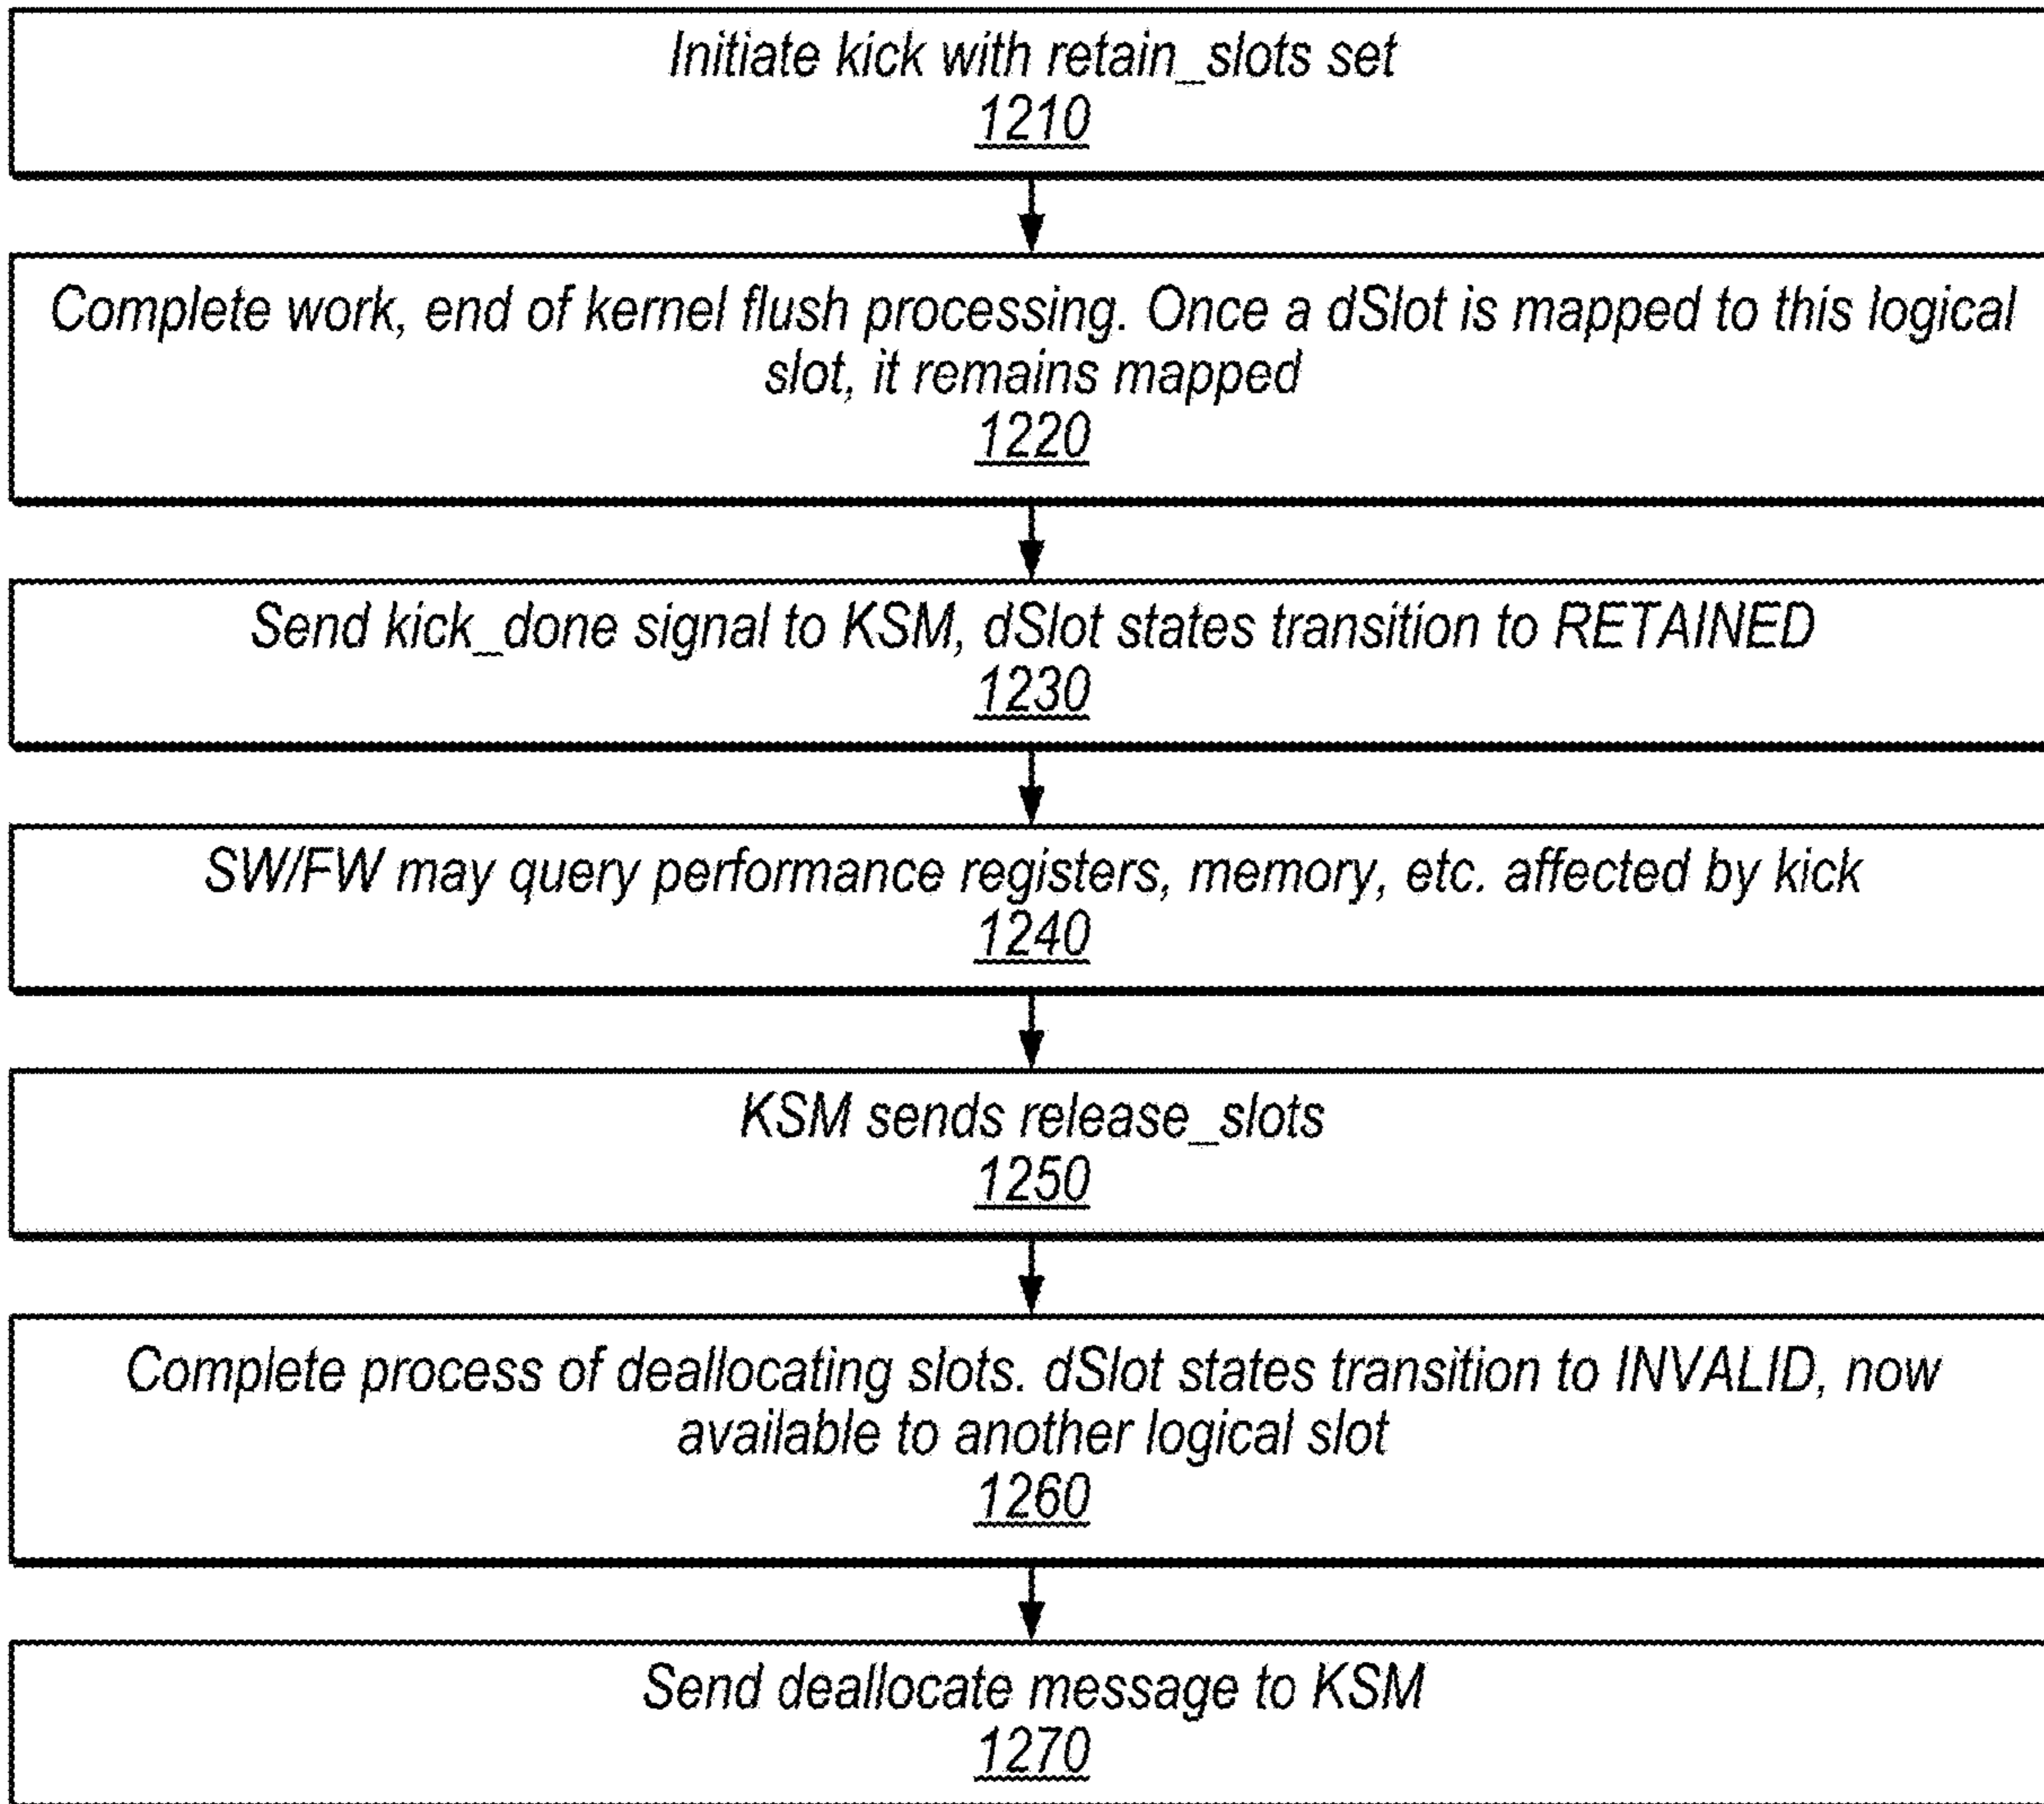 Initiate kick with retain_slots set
1210
Complete work, end of kernel flush processing. Once a dSlot is mapped to this logical
slot, it remains mapped
1220
Send kick_done signal to KSM, dSlot states transition to RETAINED
1230
SW/FW may query performance registers, memory, etc. affected by kick
1240
KSM sends release_slots
1250
Complete process of deallocating slots. dSlot states transition to INVALID, now
available to another logical slot
1260
Send deallocate message to KSM
1270